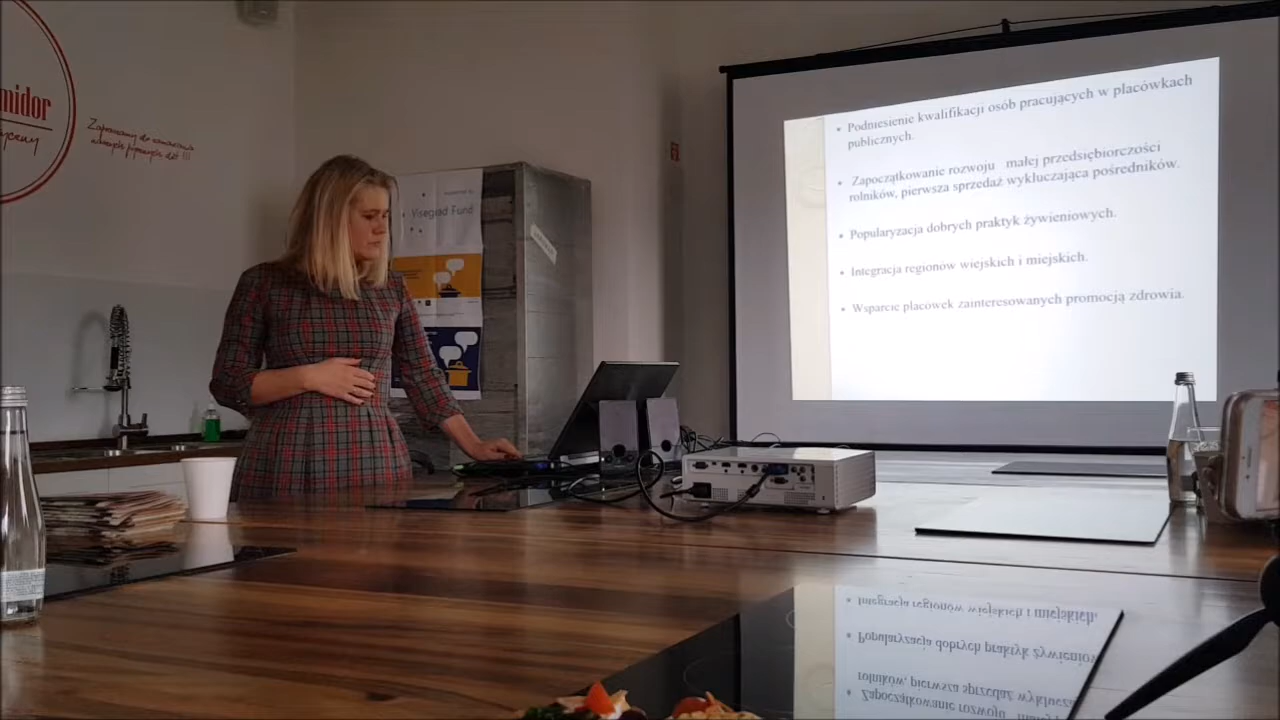 midor
• Podniesienie kwalifikacji osób pracujących w placówkach
publicznych.
• Zapoczątkowanie rozwoju małej przedsiębiorczości
rolników, pierwsza sprzedaż wykluczająca pośredników.
• Popularyzacja dobrych praktyk żywieniowych.
• Integracja regionów wiejskich i miejskich.
• Wsparcie placowek zainteresowanych promocją zdrowia.
Visegrad Fund